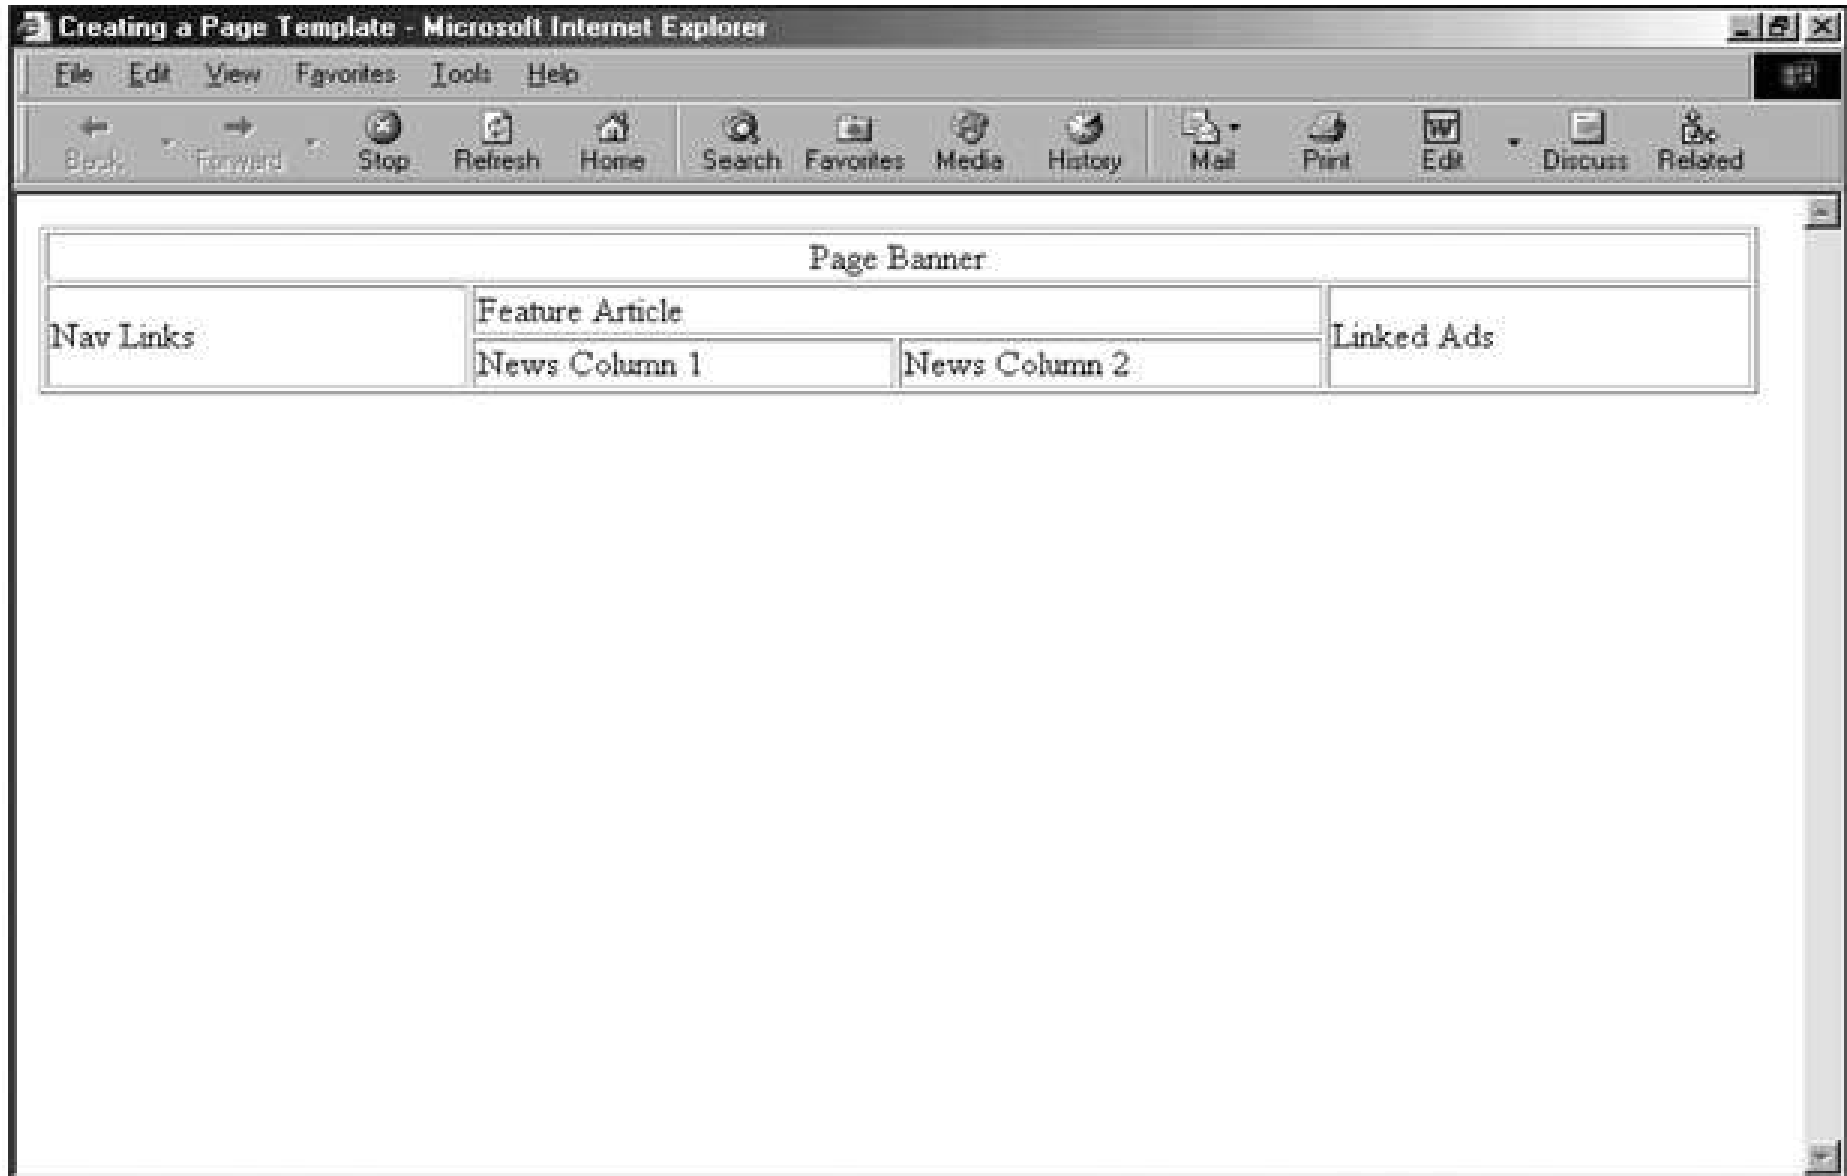 Creating a Page Template - Microsoft Internet Explorer
File Edit View Favorites Tools Help
Back Forward Stop Refresh Home Search Favorites Media History Mail Print Edit Discuss Related
Page Banner
Nav Links
Feature Article
News Column 1
News Column 2
Linked Ads